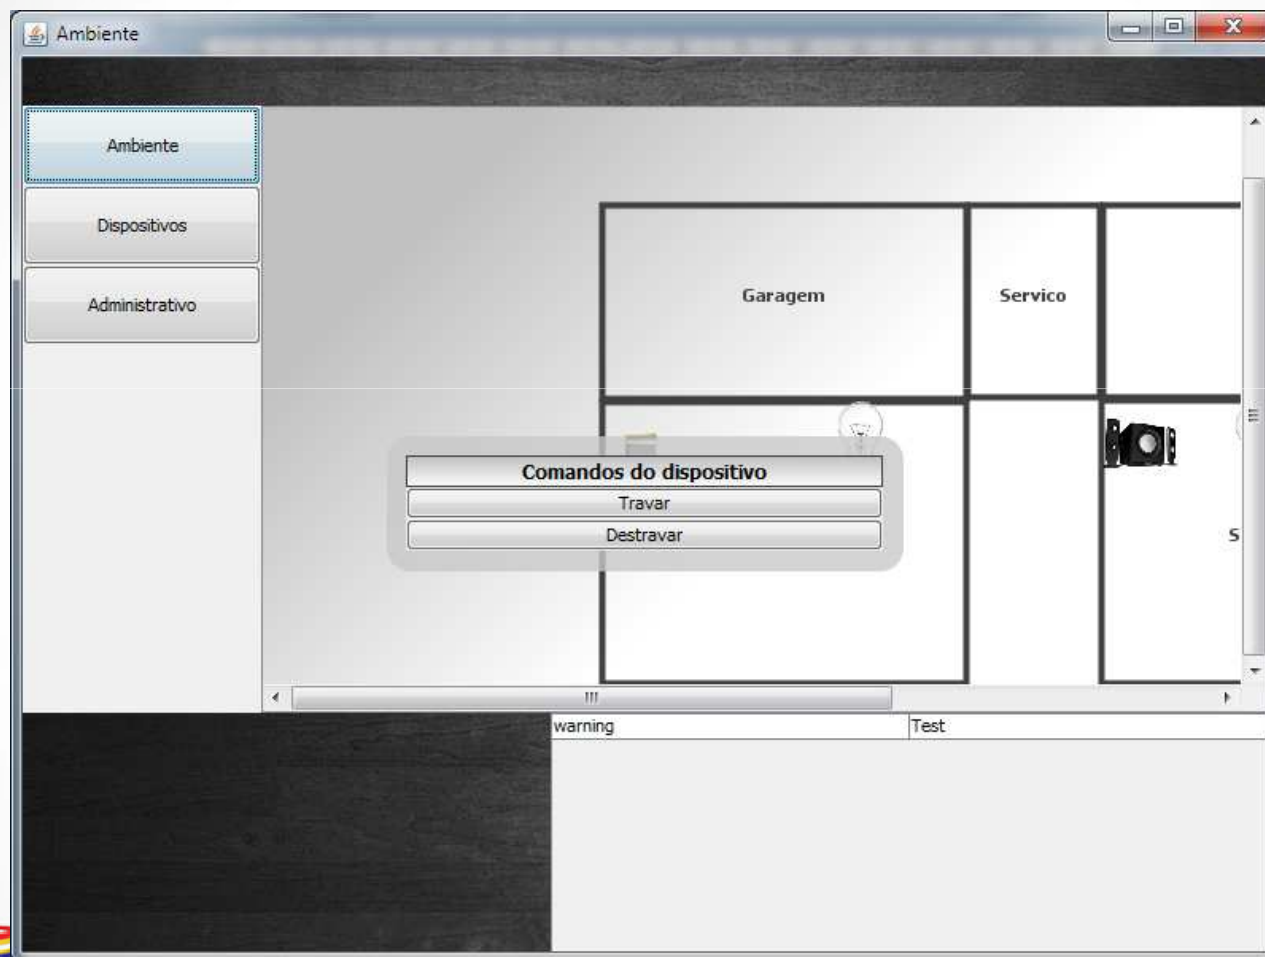 Ambiente
Ambiente
Dispositivos
Administrativo
Garagem
Servico
Comandos do dispositivo
Travar
Destravar
S
warning
Test